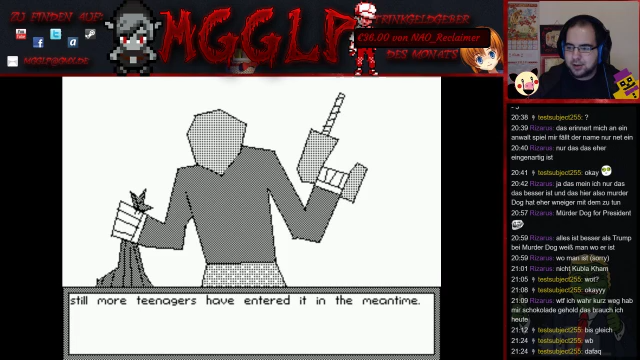 ZU FINDEN AUF:
MGGLP@GMX.DE
MGGLP
TRINKGELDGEBER
€36.00 von NAO_Reclaimer
DES MONATS
still more teenagers have entered it in the meantime.
20:38 testsubject255: ?
20:39 Rizarus: das erinnert mich an ein
anwalt spiel mir fällt der name nur net ein
20:40 Rizarus: nur das das eher
eingenartig ist
20:41 testsubject255: okay
20:42 Rizarus: ja das mein ich nur das
das besser ist und das hier also murder
Dog hat eher wneiger mit dem zu tun
20:57 Rizarus: Mürder Dog for President
20:59 Rizarus: alles ist besser als Trump
bei Murder Dog weiß man wo er ist
20:59 Rizarus: wo man ist (sorry)
21:01 Rizarus: nicht Kubla Kham
21:05 testsubject255: wot?
21:08 testsubject255: okayyy
21:09 Rizarus: wtf ich wahr kurz weg hab
mir schokolade gehold das brauch ich
heute
21:12 testsubject255: bis gleich
21:24 testsubject255: wb
21:24 testsubject255: dafaq